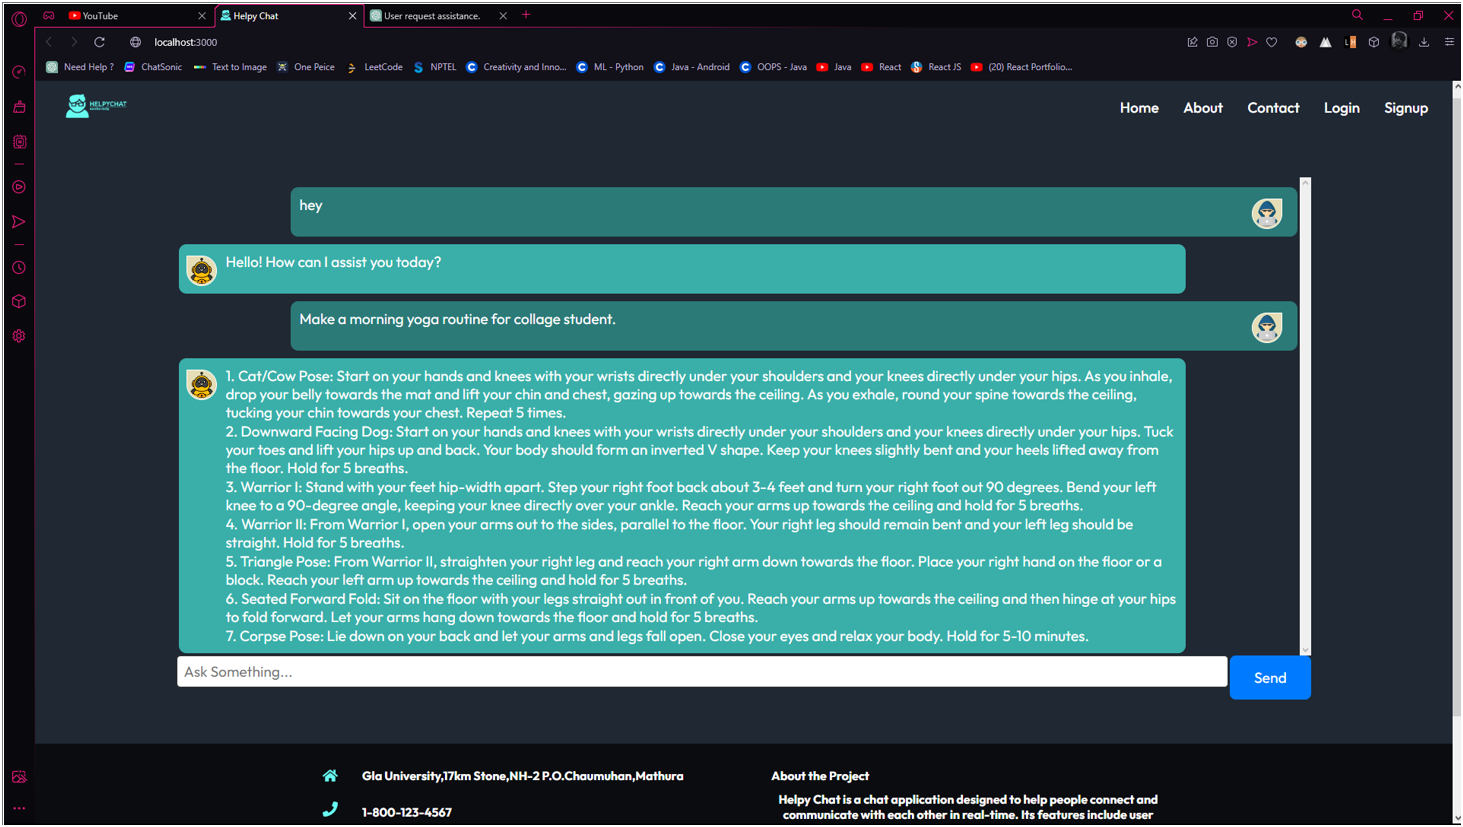 YouTube
Helpy Chat
User request assistance.
localhost:3000
Need Help ?
ChatSonic
Text to Image
One Peice
LeetCode
NPTEL
Creativity and Inno...
ML - Python
Java - Android
OOPS - Java
Java
React
React JS
(20) React Portfolio...
HELPYCHAT
Home
About
Contact
Login
Signup
hey
Hello! How can I assist you today?
Make a morning yoga routine for collage student.
1. Cat/Cow Pose: Start on your hands and knees with your wrists directly under your shoulders and your knees directly under your hips. As you inhale,
drop your belly towards the mat and lift your chin and chest, gazing up towards the ceiling. As you exhale, round your spine towards the ceiling,
tucking your chin towards your chest. Repeat 5 times.
2. Downward Facing Dog: Start on your hands and knees with your wrists directly under your shoulders and your knees directly under your hips. Tuck
your toes and lift your hips up and back. Your body should form an inverted V shape. Keep your knees slightly bent and your heels lifted away from
the floor. Hold for 5 breaths.
3. Warrior I: Stand with your feet hip-width apart. Step your right foot back about 3-4 feet and turn your right foot out 90 degrees. Bend your left
knee to a 90-degree angle, keeping your knee directly over your ankle. Reach your arms up towards the ceiling and hold for 5 breaths.
4. Warrior II: From Warrior I, open your arms out to the sides, parallel to the floor. Your right leg should remain bent and your left leg should be
straight. Hold for 5 breaths.
5. Triangle Pose: From Warrior II, straighten your right leg and reach your right arm down towards the floor. Place your right hand on the floor or a
block. Reach your left arm up towards the ceiling and hold for 5 breaths.
6. Seated Forward Fold: Sit on the floor with your legs straight out in front of you. Reach your arms up towards the ceiling and then hinge at your hips
to fold forward. Let your arms hang down towards the floor and hold for 5 breaths.
7. Corpse Pose: Lie down on your back and let your arms and legs fall open. Close your eyes and relax your body. Hold for 5-10 minutes.
Ask Something...
Send
Gla University,17km Stone,NH-2 P.O.Chaumuhan,Mathura
1-800-123-4567
About the Project
Helpy Chat is a chat application designed to help people connect and
communicate with each other in real-time. Its features include user